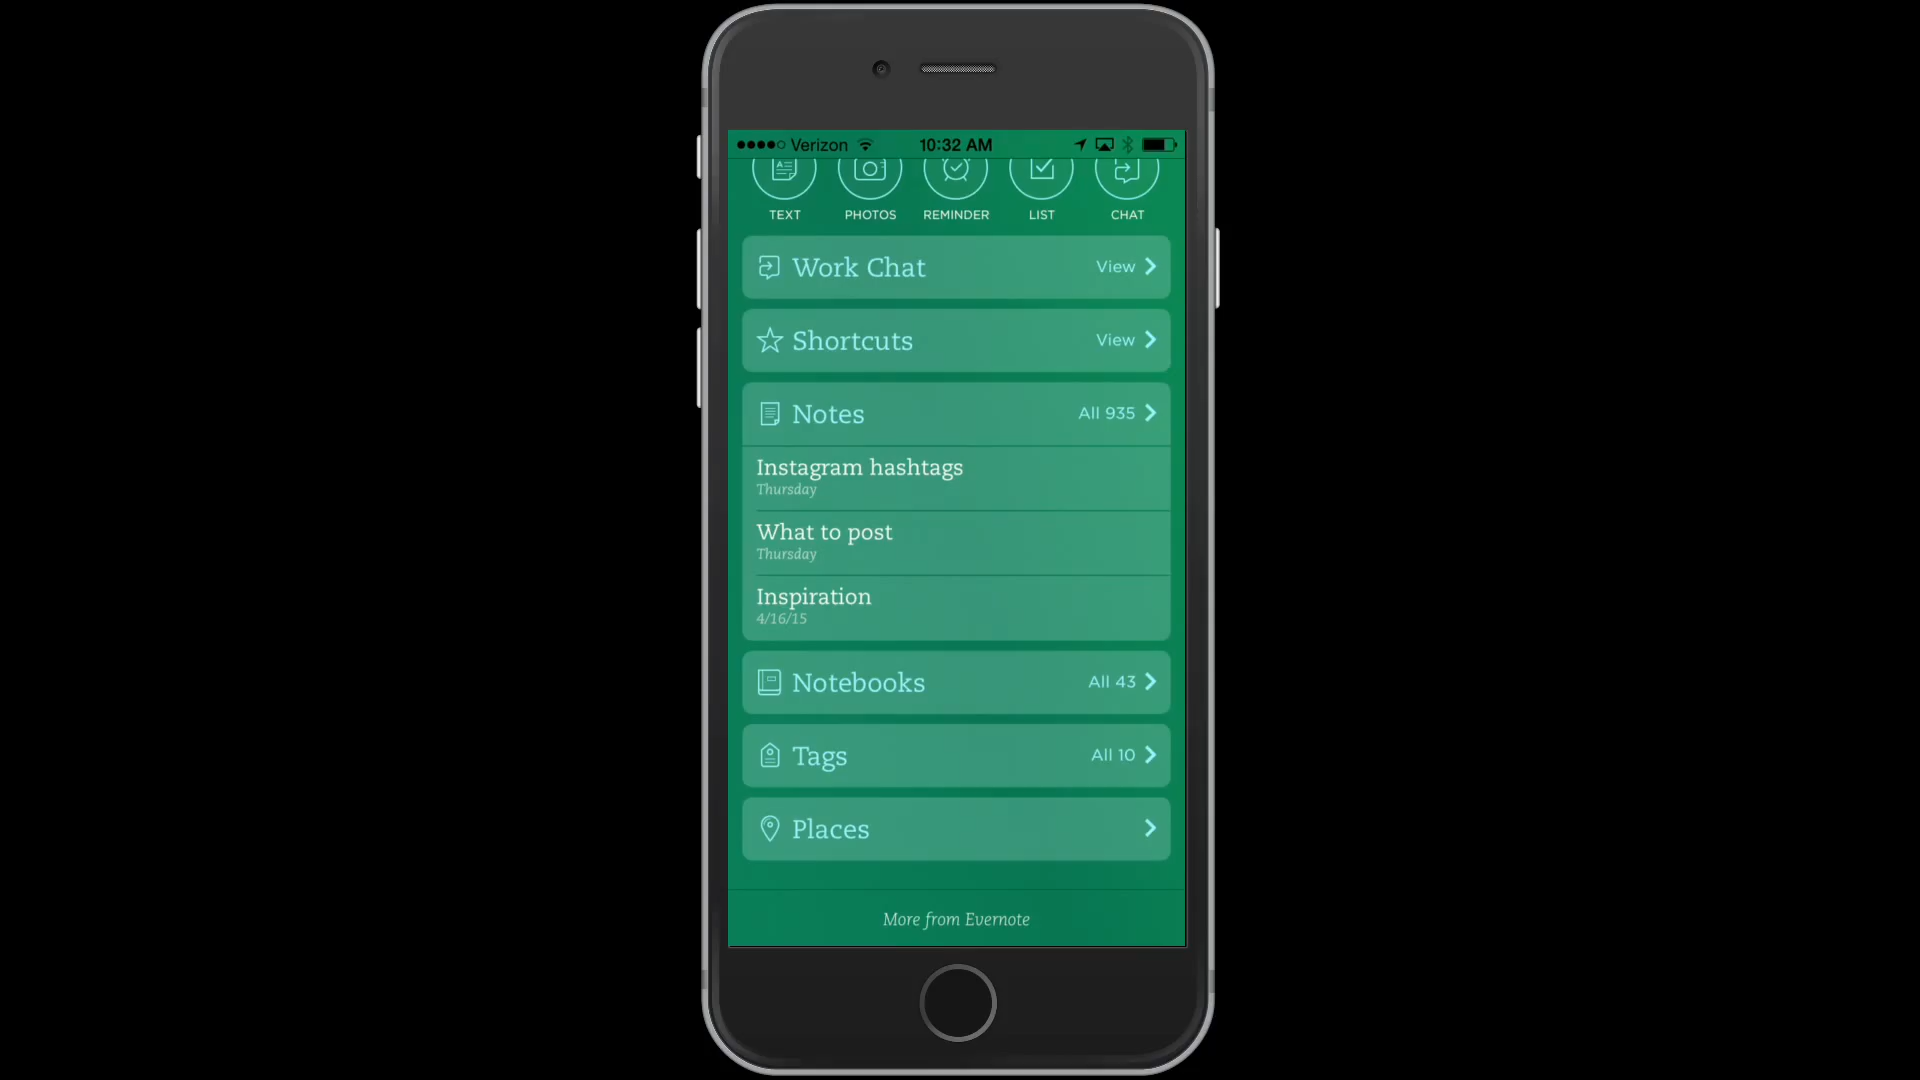 Verizon 10:32 AM
TEXT PHOTOS REMINDER LIST CHAT
Work Chat View
Shortcuts View
Notes All 935
Instagram hashtags
Thursday
What to post
Thursday
Inspiration
4/16/15
Notebooks All 43
Tags All 10
Places
More from Evernote